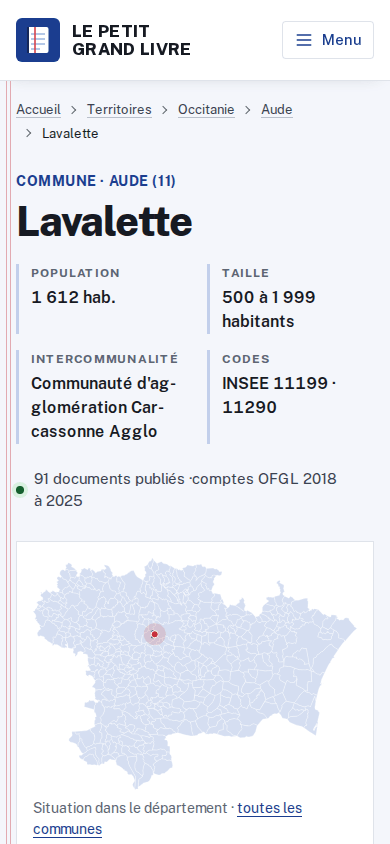 LE PETIT
GRAND LIVRE
Menu
Accueil > Territoires > Occitanie > Aude
> Lavalette
COMMUNE · AUDE (11)
Lavalette
POPULATION
1 612 hab.
TAILLE
500 à 1 999
habitants
INTERCOMMUNALITÉ
Communauté d'ag-
glomération Car-
cassonne Agglo
CODES
INSEE 11199 ·
11290
91 documents publiés ·comptes OFGL 2018
à 2025
Situation dans le département · toutes les
communes